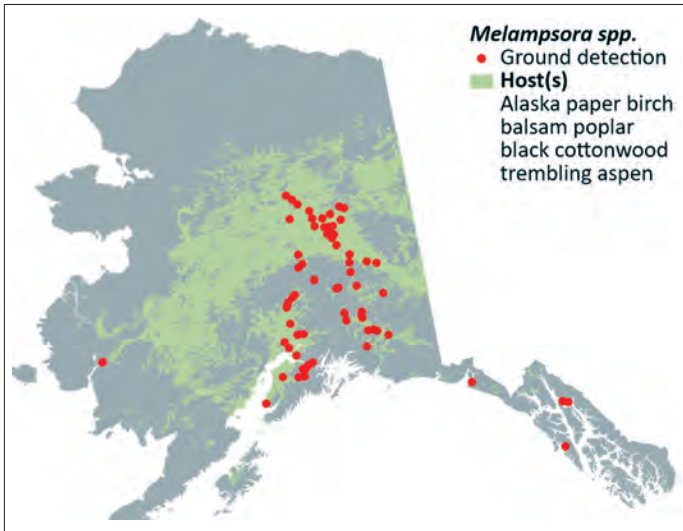 Melampsora spp.
Ground detection
Host(s)
Alaska paper birch
balsam poplar
black cottonwood
trembling aspen